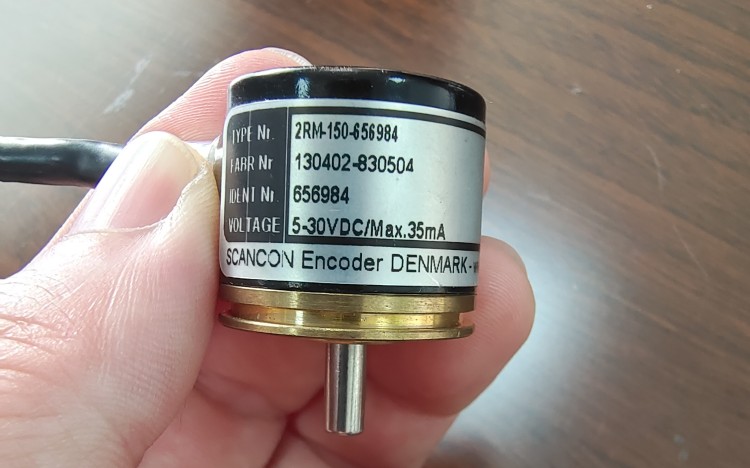 TYPE Nr. 2RM-150-656984
FABR Nr 130402-830504
IDENT Nr 656984
VOLTAGE 5-30VDC/Max.35mA
SCANCON Encoder DENMARK -